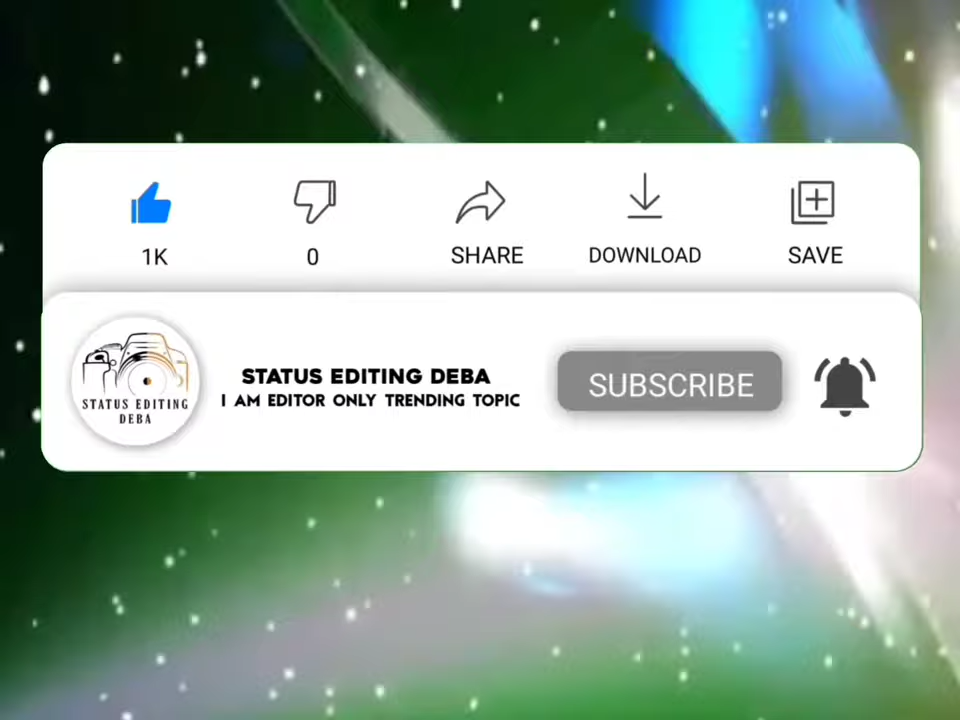 1K
0
SHARE
DOWNLOAD
SAVE
STATUS EDITING
DEBA
STATUS EDITING DEBA
I AM EDITOR ONLY TRENDING TOPIC
SUBSCRIBE